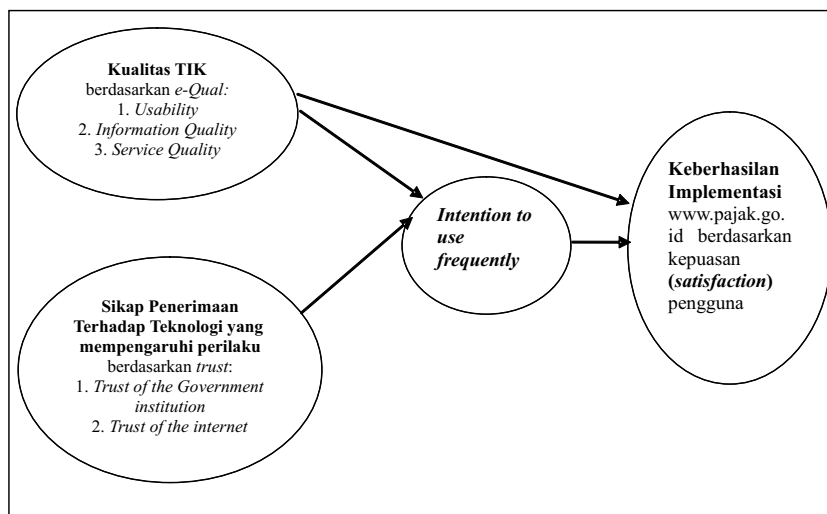 Kualitas TIK
berdasarkan e-Qual:
1. Usability
2. Information Quality
3. Service Quality
Sikap Penerimaan
Terhadap Teknologi yang
mempengaruhi perilaku
berdasarkan trust:
1. Trust of the Government
institution
2. Trust of the internet
Intention to
use
frequently
Keberhasilan
Implementasi
www.pajak.go.
id berdasarkan
kepuasan
(satisfaction)
pengguna